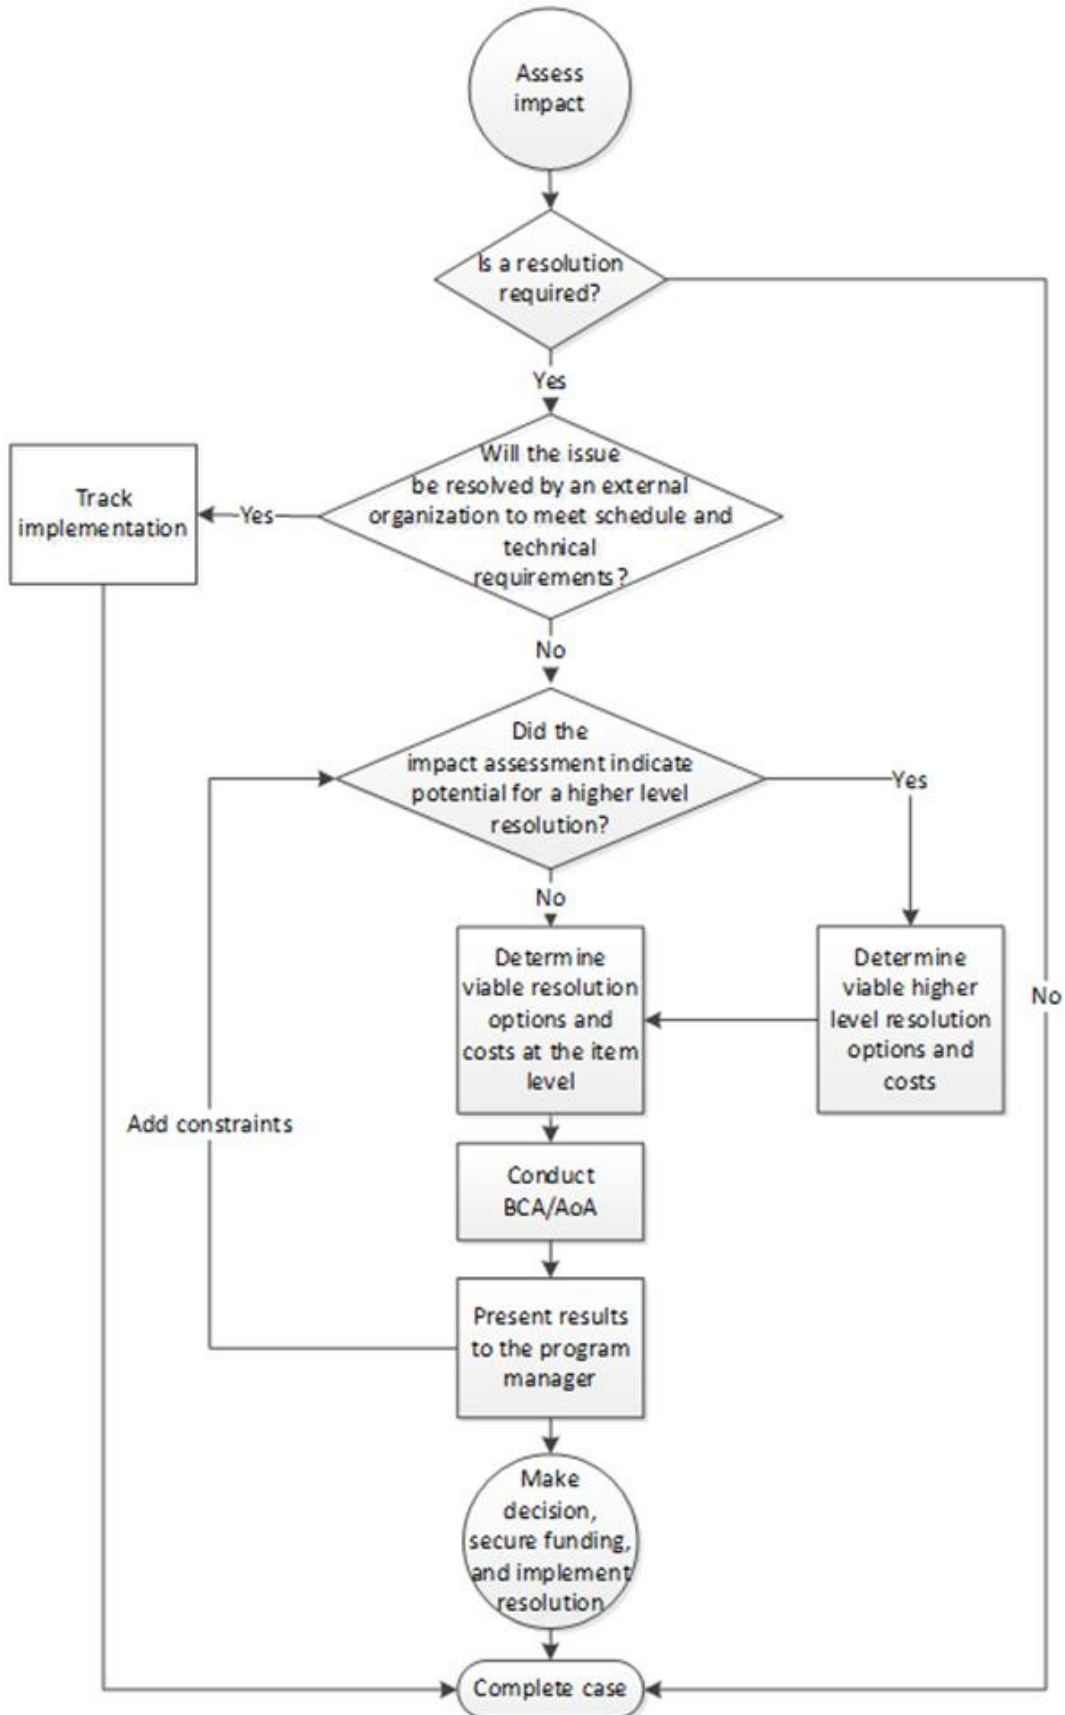 Assess
impact
Is a resolution
required?
Yes
Will the issue
be resolved by an external
organization to meet schedule and
technical
requirements?
Yes
Track
implementation
No
Did the
impact assessment indicate
potential for a higher level
resolution?
Yes
No
Determine
viable resolution
options and
costs at the item
level
Determine
viable higher
level resolution
options and
costs
No
Add constraints
Conduct
BCA/AoA
Present results
to the program
manager
Make
decision,
secure funding,
and implement
resolution
Complete case